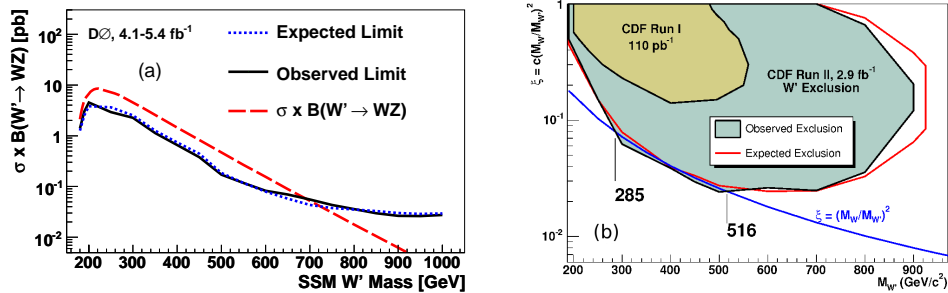 σ x B(W'→ WZ) [pb]
10²
10
1
10⁻¹
10⁻²
DØ, 4.1-5.4 fb⁻¹
(a)
Expected Limit
Observed Limit
σ x B(W'→ WZ)
200 300 400 500 600 700 800 900 1000
SSM W' Mass [GeV]
ξ = c(M_W/M_W')²
1
10⁻¹
10⁻²
CDF Run I
110 pb⁻¹
CDF Run II, 2.9 fb⁻¹
W' Exclusion
Observed Exclusion
Expected Exclusion
285
516
ξ = (M_W/M_W')²
(b)
200 300 400 500 600 700 800 900
M_W' (GeV/c²)